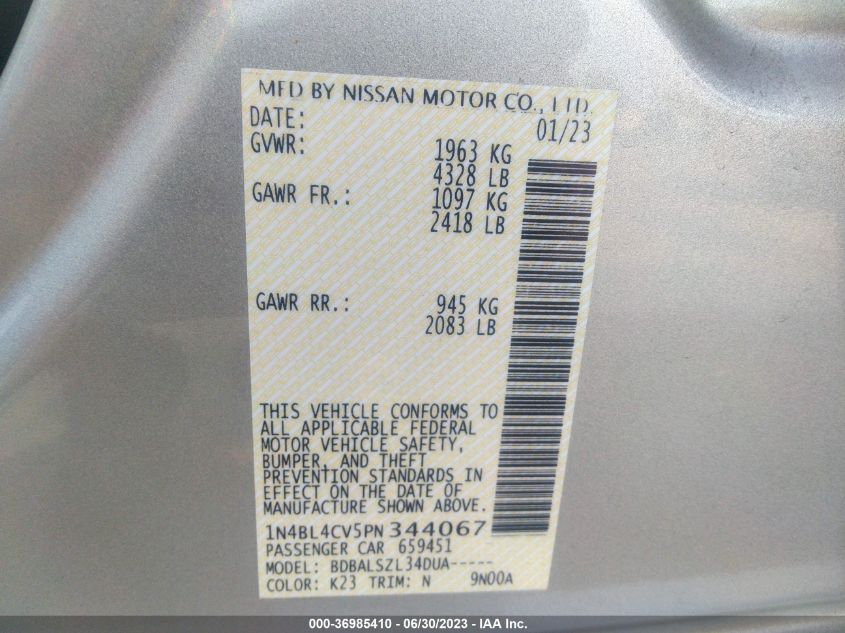 MFD BY NISSAN MOTOR CO., LTD.
DATE: 01/23
GVWR: 1963 KG
4328 LB
GAWR FR.: 1097 KG
2418 LB
GAWR RR.: 945 KG
2083 LB
THIS VEHICLE CONFORMS TO
ALL APPLICABLE FEDERAL
MOTOR VEHICLE SAFETY,
BUMPER, AND THEFT
PREVENTION STANDARDS IN
EFFECT ON THE DATE OF
MANUFACTURE SHOWN ABOVE.
1N4BL4CV5PN344067
PASSENGER CAR 659451
MODEL: BDBALSZL34DUA-----
COLOR: K23 TRIM: N 9N00A
000-36985410 - 06/30/2023 - IAA Inc.